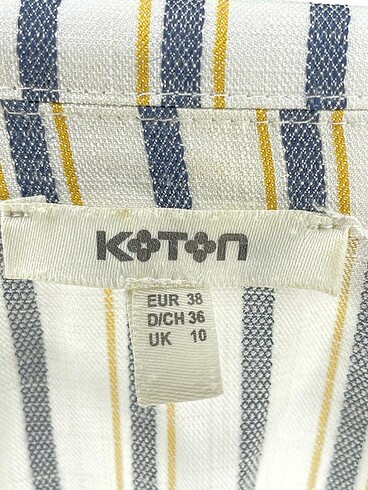 KOTON
EUR 38
D/CH 36
UK 10